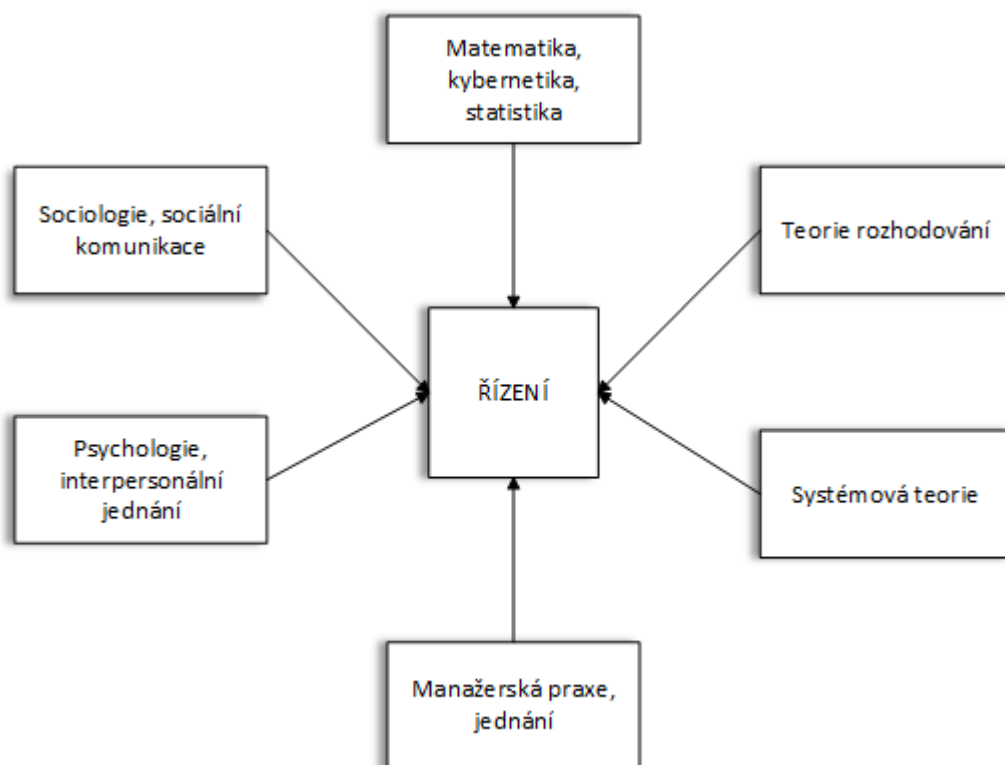 Matematika,
kybernetika,
statistika
Sociologie, sociální
komunikace
Teorie rozhodování
ŘÍZENÍ
Psychologie,
interpersonální
jednání
Systémová teorie
Manažerská praxe,
jednání